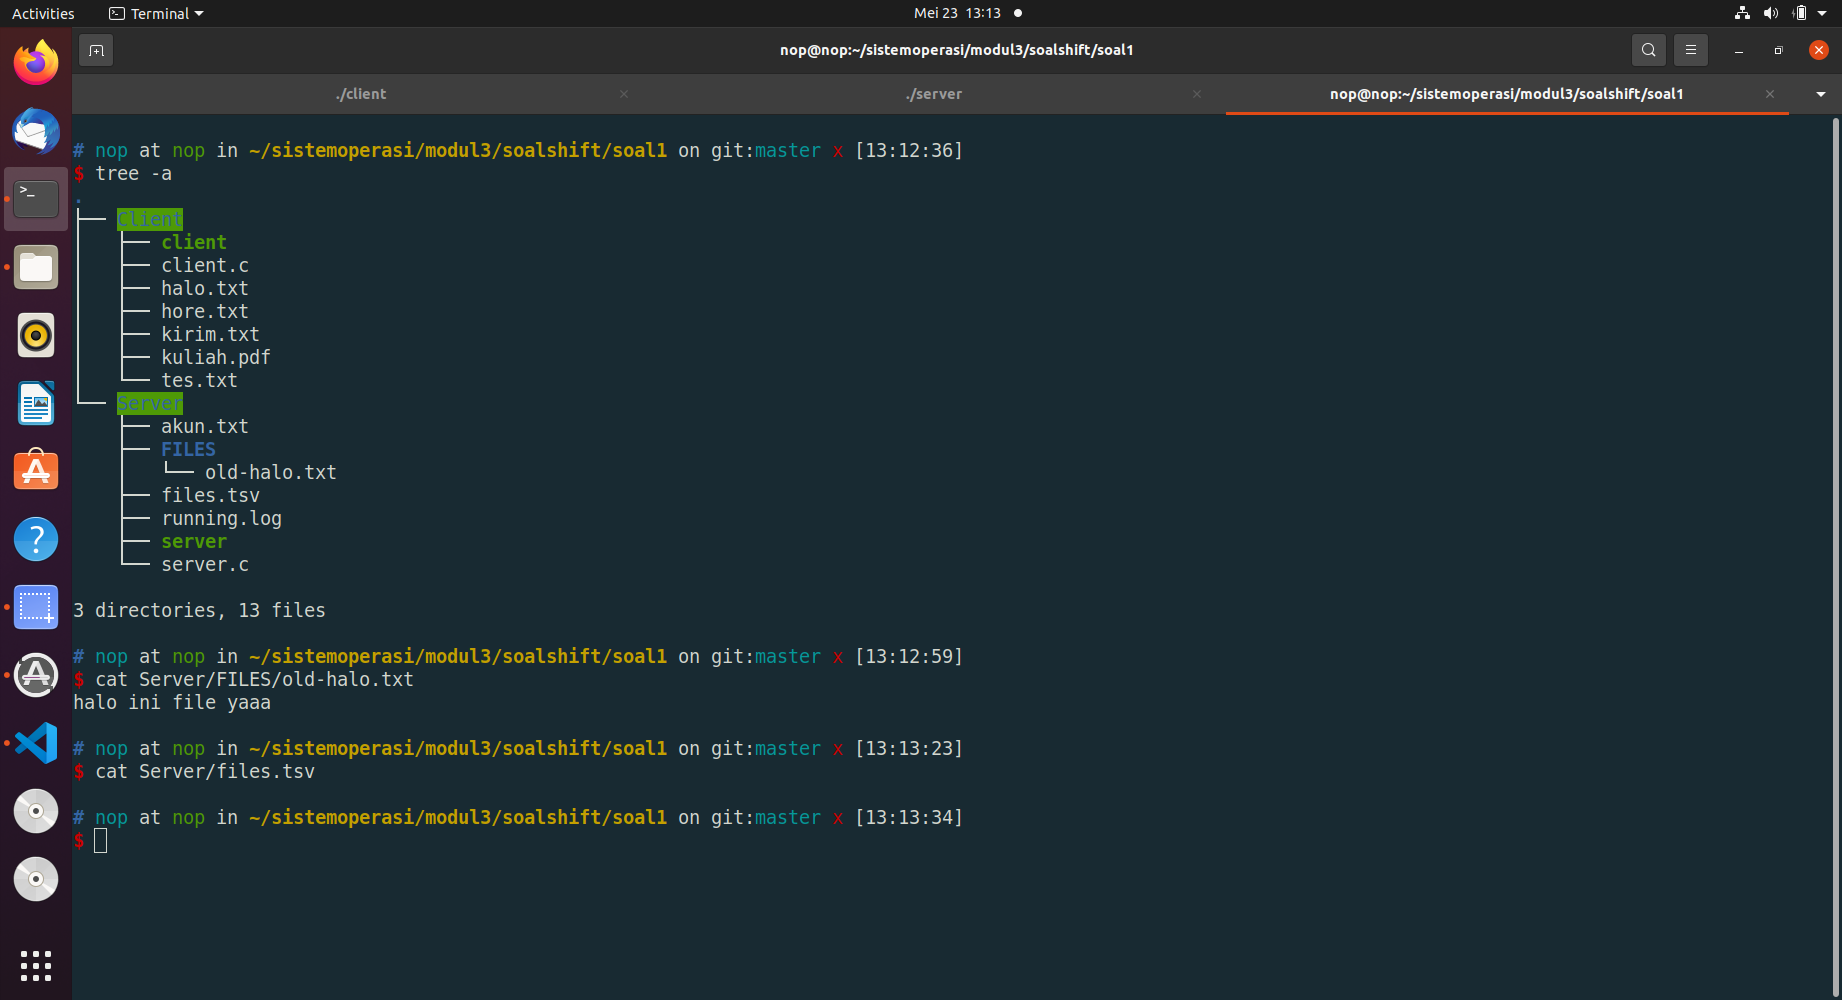 Activities Terminal Mei 23 13:13
nop@nop:~/sistemoperasi/modul3/soalshift/soal1
./client ./server nop@nop:~/sistemoperasi/modul3/soalshift/soal1
# nop at nop in ~/sistemoperasi/modul3/soalshift/soal1 on git:master x [13:12:36]
$ tree -a
.
├── Client
│   ├── client
│   ├── client.c
│   ├── halo.txt
│   ├── hore.txt
│   ├── kirim.txt
│   ├── kuliah.pdf
│   └── tes.txt
└── Server
    ├── akun.txt
    ├── FILES
    │   └── old-halo.txt
    ├── files.tsv
    ├── running.log
    ├── server
    └── server.c
3 directories, 13 files
# nop at nop in ~/sistemoperasi/modul3/soalshift/soal1 on git:master x [13:12:59]
$ cat Server/FILES/old-halo.txt
halo ini file yaaa
# nop at nop in ~/sistemoperasi/modul3/soalshift/soal1 on git:master x [13:13:23]
$ cat Server/files.tsv
# nop at nop in ~/sistemoperasi/modul3/soalshift/soal1 on git:master x [13:13:34]
$